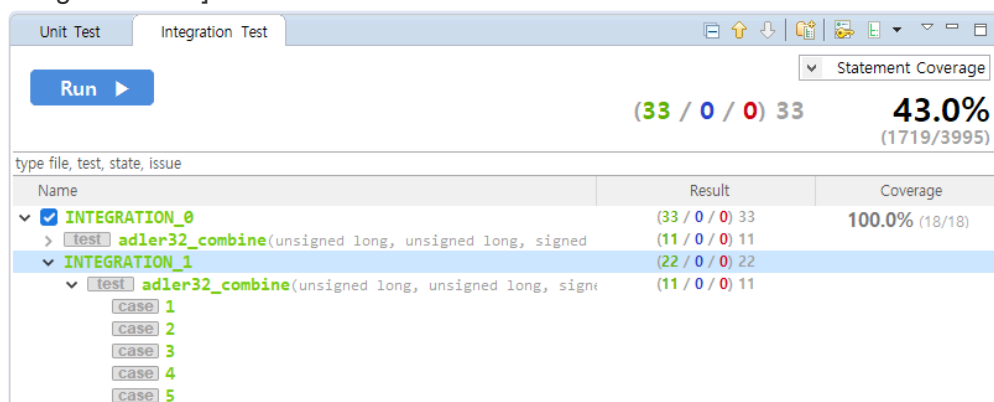 Unit Test Integration Test
Statement Coverage
Run
(33 / 0 / 0) 33 43.0%
(1719/3995)
type file, test, state, issue
Name Result Coverage
INTEGRATION_0 (33 / 0 / 0) 33 100.0% (18/18)
test adler32_combine(unsigned long, unsigned long, signed (11 / 0 / 0) 11
INTEGRATION_1 (22 / 0 / 0) 22
test adler32_combine(unsigned long, unsigned long, signe (11 / 0 / 0) 11
case 1
case 2
case 3
case 4
case 5